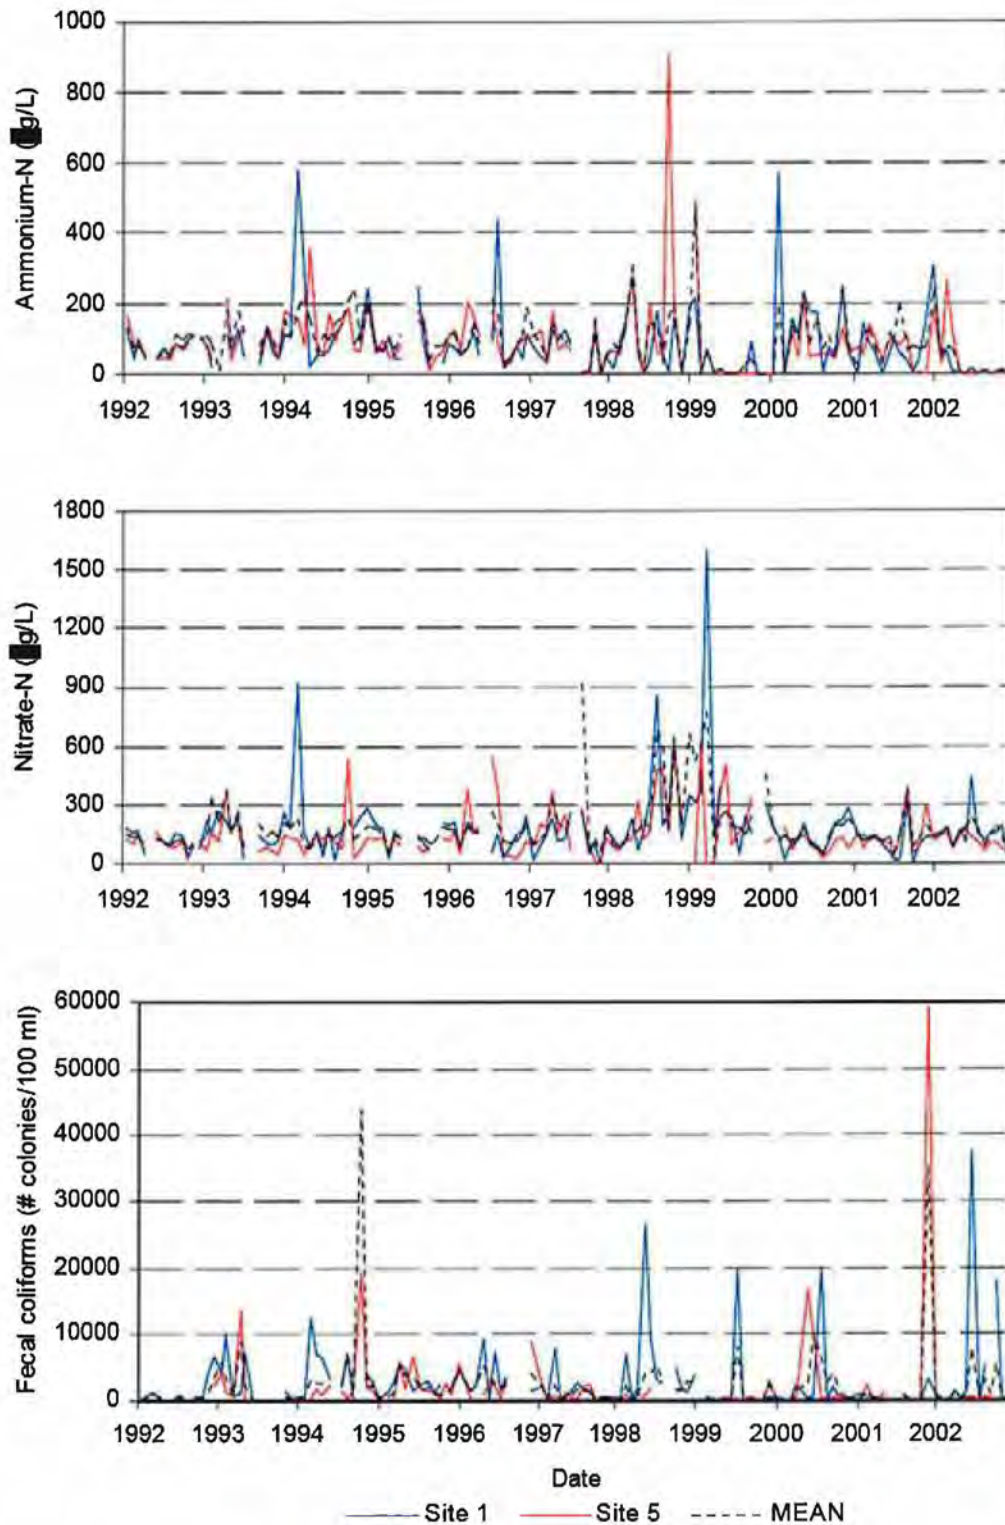 1000
800
600
400
200
0
Ammonium-N (g/L)
1992 1993 1994 1995 1996 1997 1998 1999 2000 2001 2002
1800
1500
1200
900
600
300
0
Nitrate-N (g/L)
1992 1993 1994 1995 1996 1997 1998 1999 2000 2001 2002
60000
50000
40000
30000
20000
10000
0
Fecal coliforms (# colonies/100 ml)
1992 1993 1994 1995 1996 1997 1998 1999 2000 2001 2002
Date
Site 1 Site 5 MEAN